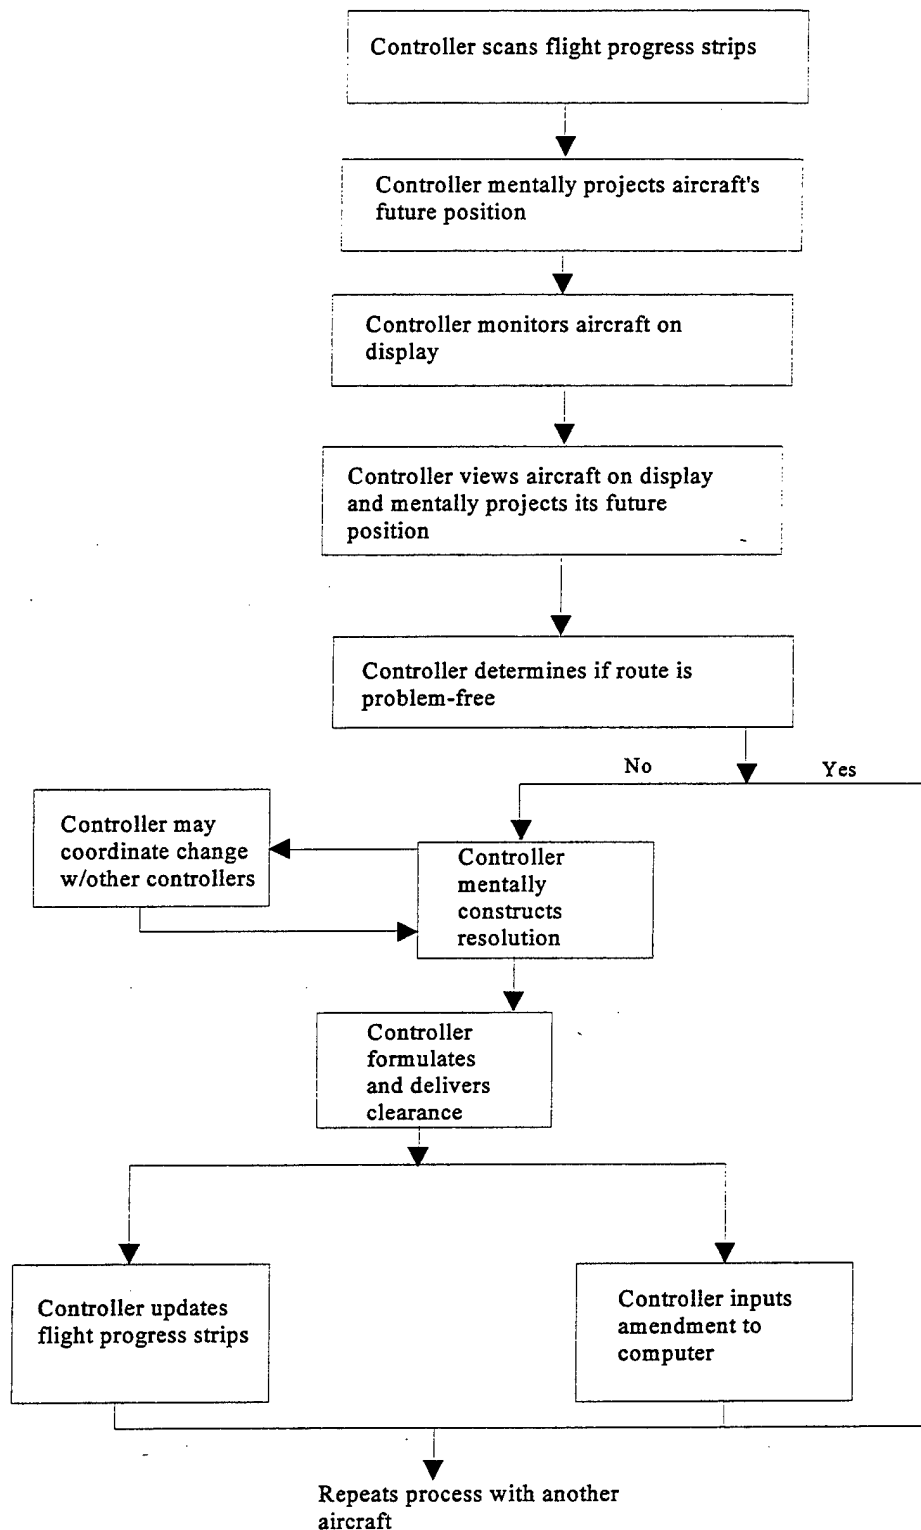 Controller scans flight progress strips
Controller mentally projects aircraft's
future position
Controller monitors aircraft on
display
Controller views aircraft on display
and mentally projects its future
position
Controller determines if route is
problem-free
No
Yes
Controller may
coordinate change
w/other controllers
Controller
mentally
constructs
resolution
Controller
formulates
and delivers
clearance
Controller updates
flight progress strips
Controller inputs
amendment to
computer
Repeats process with another
aircraft